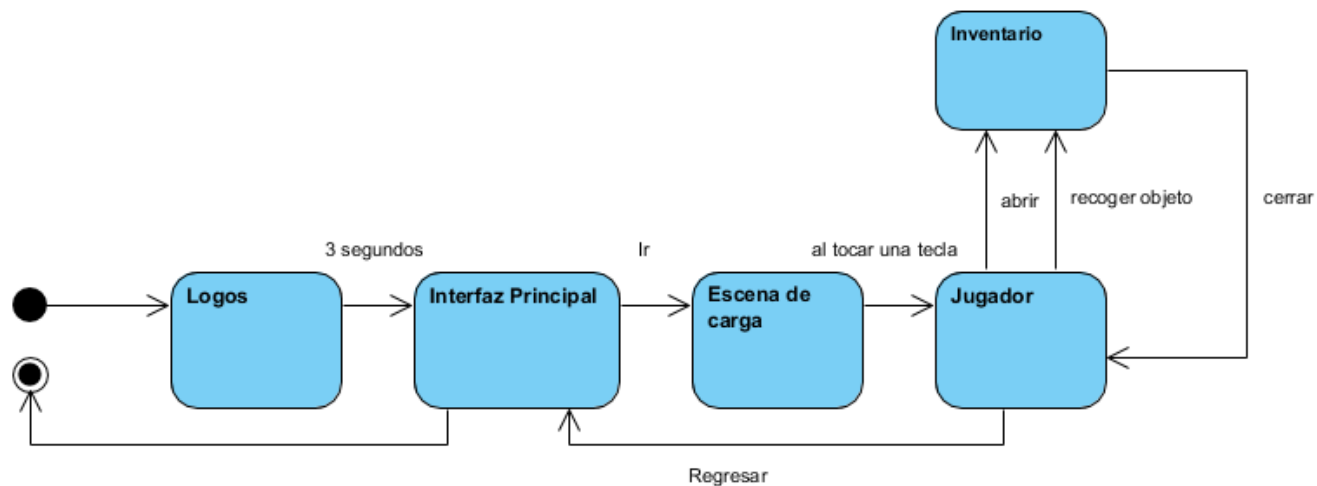 Inventario
abrir
recoger objeto
cerrar
3 segundos
Ir
al tocar una tecla
Logos
Interfaz Principal
Escena de
carga
Jugador
Regresar